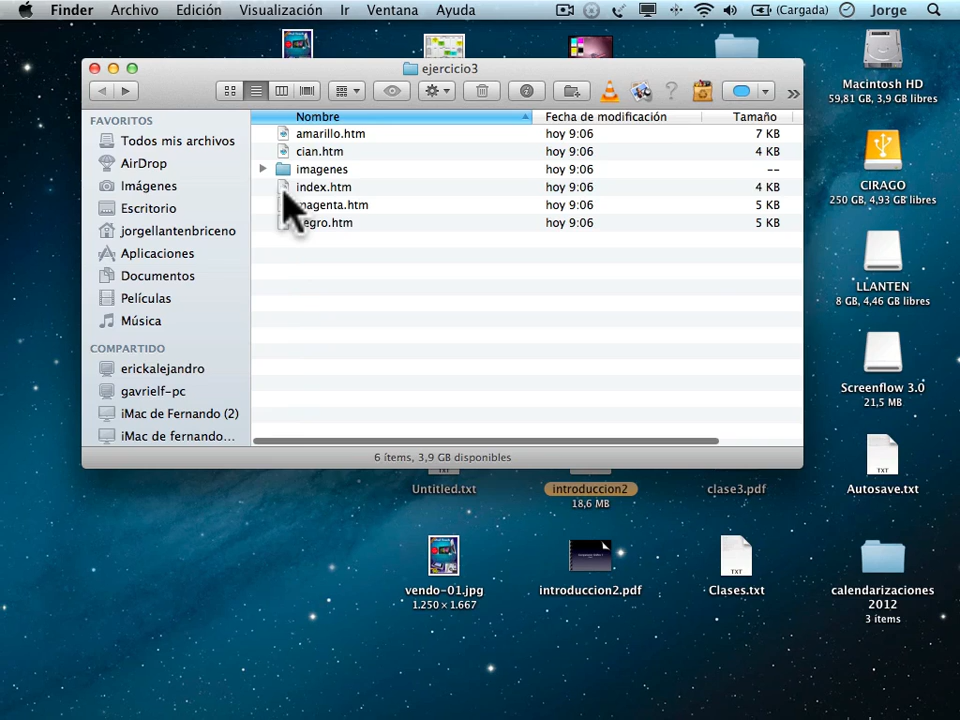 Finder Archivo Edición Visualización Ir Ventana Ayuda (Cargada) Jorge
ejercicio3
FAVORITOS
Todos mis archivos
AirDrop
Imágenes
Escritorio
jorgellantenbriceno
Aplicaciones
Documentos
Películas
Música
COMPARTIDO
erickalejandro
gavrielf-pc
iMac de Fernando (2)
iMac de fernando...
Nombre Fecha de modificación Tamaño
amarillo.htm hoy 9:06 7 KB
cian.htm hoy 9:06 4 KB
imagenes hoy 9:06 --
index.htm hoy 9:06 4 KB
magenta.htm hoy 9:06 5 KB
negro.htm hoy 9:06 5 KB
6 ítems, 3,9 GB disponibles
Macintosh HD
59,81 GB, 3,9 GB libres
CIRAGO
250 GB, 4,93 GB libres
LLANTEN
8 GB, 4,46 GB libres
Screenflow 3.0
21,5 MB
TXT
Autosave.txt
Untitled.txt
introduccion2
18,6 MB
clase3.pdf
vendo-01.jpg
1.250 × 1.667
introduccion2.pdf
TXT
Clases.txt
calendarizaciones
2012
3 ítems